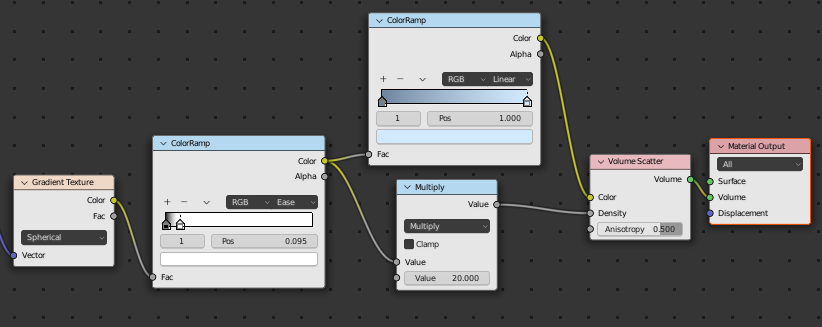 ColorRamp
Color
Alpha
RGB Linear
1 Pos 1.000
Fac
ColorRamp
Color
Alpha
RGB Ease
1 Pos 0.095
Fac
Gradient Texture
Color
Fac
Spherical
Vector
Multiply
Value
Multiply
Clamp
Value
Value 20.000
Volume Scatter
Volume
Color
Density
Anisotropy 0.500
Material Output
All
Surface
Volume
Displacement